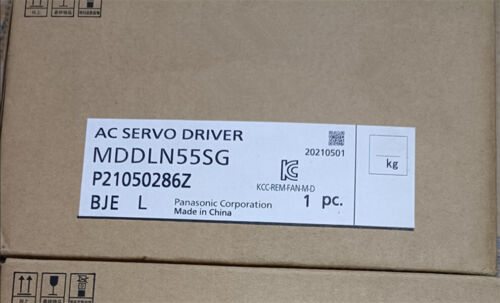 AC SERVO DRIVER
MDDLN55SG
20210501
kg
P21050286Z
KCC-REM-FAN-M-D
BJE L
Panasonic Corporation
Made in China
1 pc.